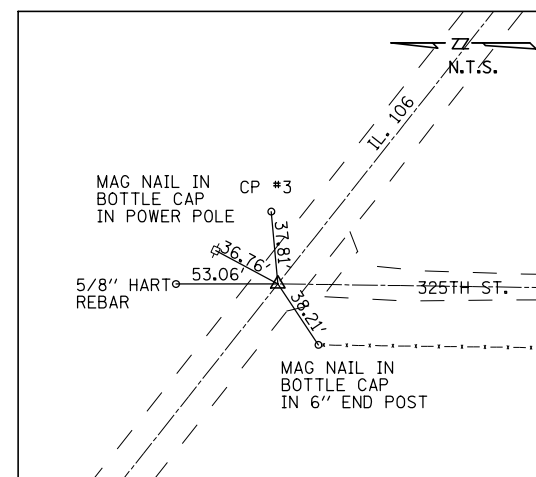 N.T.S.
IL. 106
MAG NAIL IN
BOTTLE CAP
IN POWER POLE
CP #3
37.81'
36.76'
53.06'
5/8" HART
REBAR
38.21'
325TH ST.
MAG NAIL IN
BOTTLE CAP
IN 6" END POST